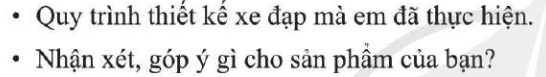 • Quy trình thiết kế xe đạp mà em đã thực hiện.
• Nhận xét, góp ý gì cho sản phẩm của bạn?